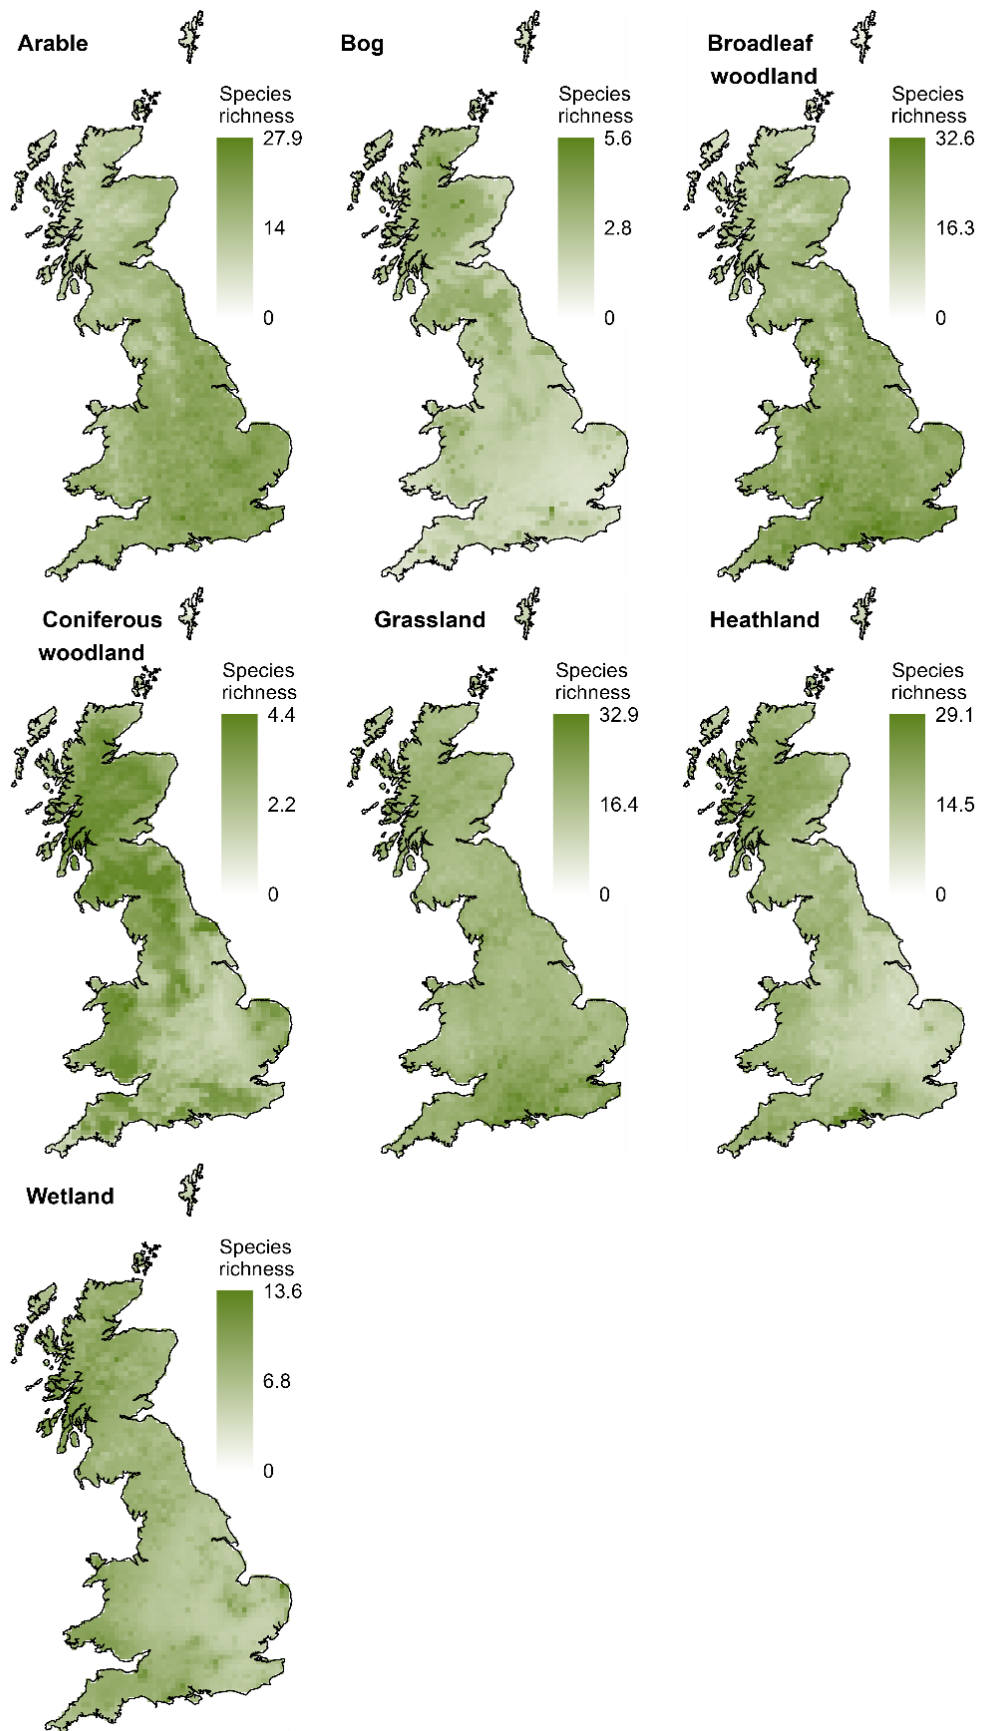 Arable
Species
richness
27.9
14
0
Bog
Species
richness
5.6
2.8
0
Broadleaf
woodland
Species
richness
32.6
16.3
0
Coniferous
woodland
Species
richness
4.4
2.2
0
Grassland
Species
richness
32.9
16.4
0
Heathland
Species
richness
29.1
14.5
0
Wetland
Species
richness
13.6
6.8
0